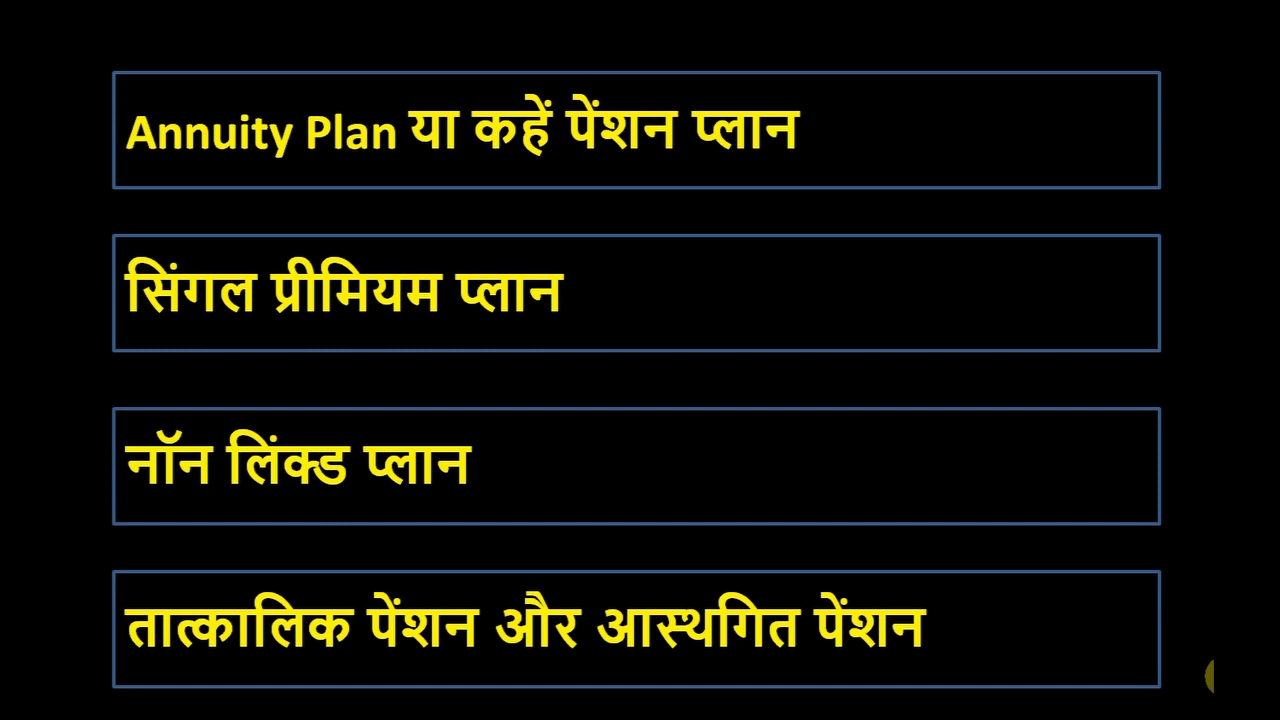 Annuity Plan या कहें पेंशन प्लान
सिंगल प्रीमियम प्लान
नॉन लिंक्ड प्लान
तात्कालिक पेंशन और आस्थगित पेंशन